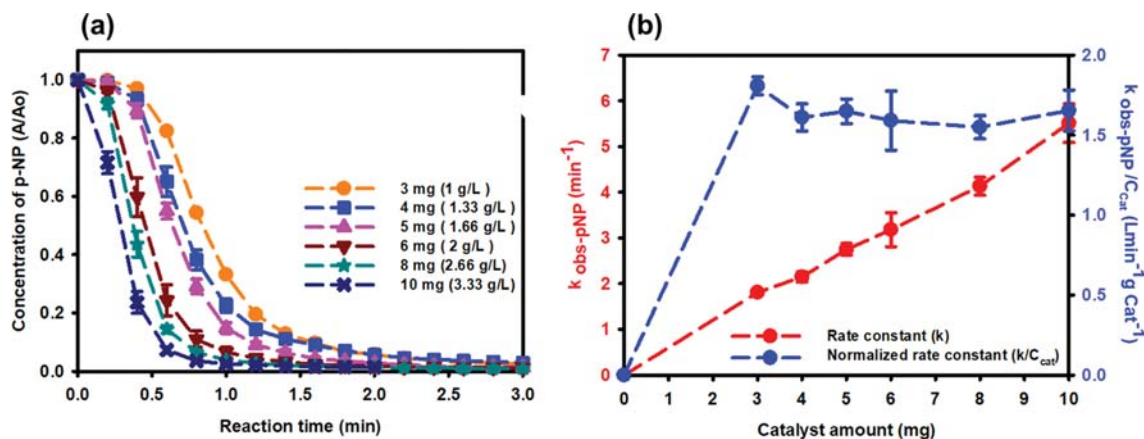 (a)
Concentration of p-NP (A/Ao)
1.0
0.8
0.6
0.4
0.2
0.0
3 mg (1 g/L )
4 mg ( 1.33 g/L )
5 mg ( 1.66 g/L )
6 mg ( 2 g/L )
8 mg (2.66 g/L)
10 mg (3.33 g/L)
0.0 0.5 1.0 1.5 2.0 2.5 3.0
Reaction time (min)
(b)
k obs-pNP (min⁻¹)
7
6
5
4
3
2
1
0
Rate constant (k)
Normalized rate constant (k/Ccat)
0 1 2 3 4 5 6 7 8 9 10
Catalyst amount (mg)
2.0
1.5
1.0
0.5
0.0
k obs-pNP /Ccat (Lmin⁻¹g Cat⁻¹)